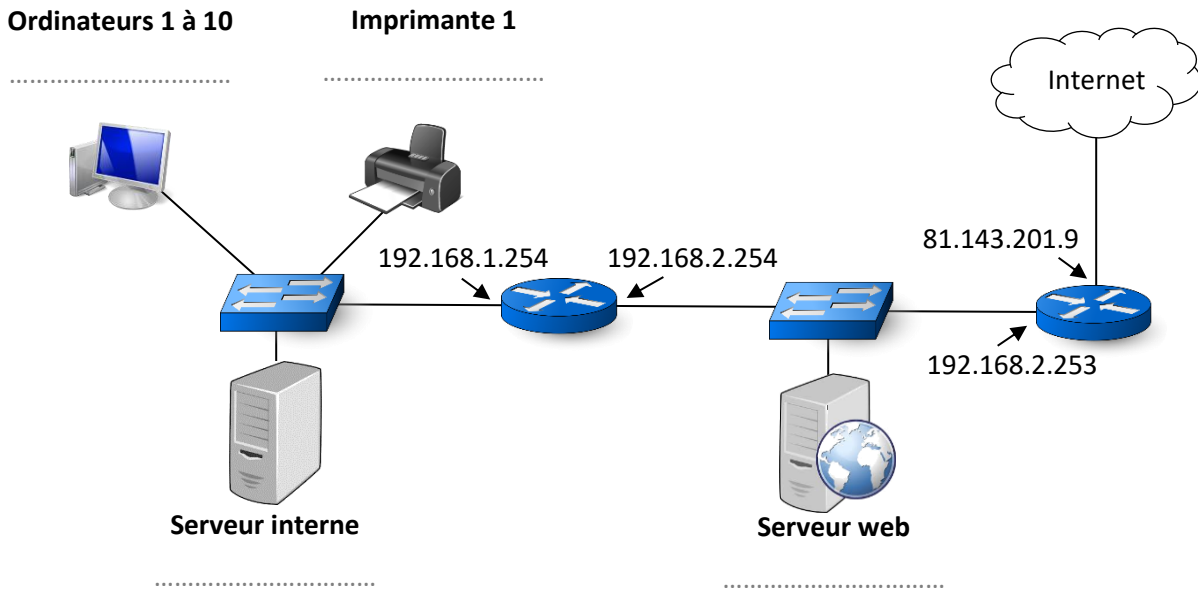 Ordinateurs 1 à 10
Imprimante 1
........................................
........................................
Internet
81.143.201.9
192.168.1.254
192.168.2.254
192.168.2.253
Serveur interne
Serveur web
........................................
........................................